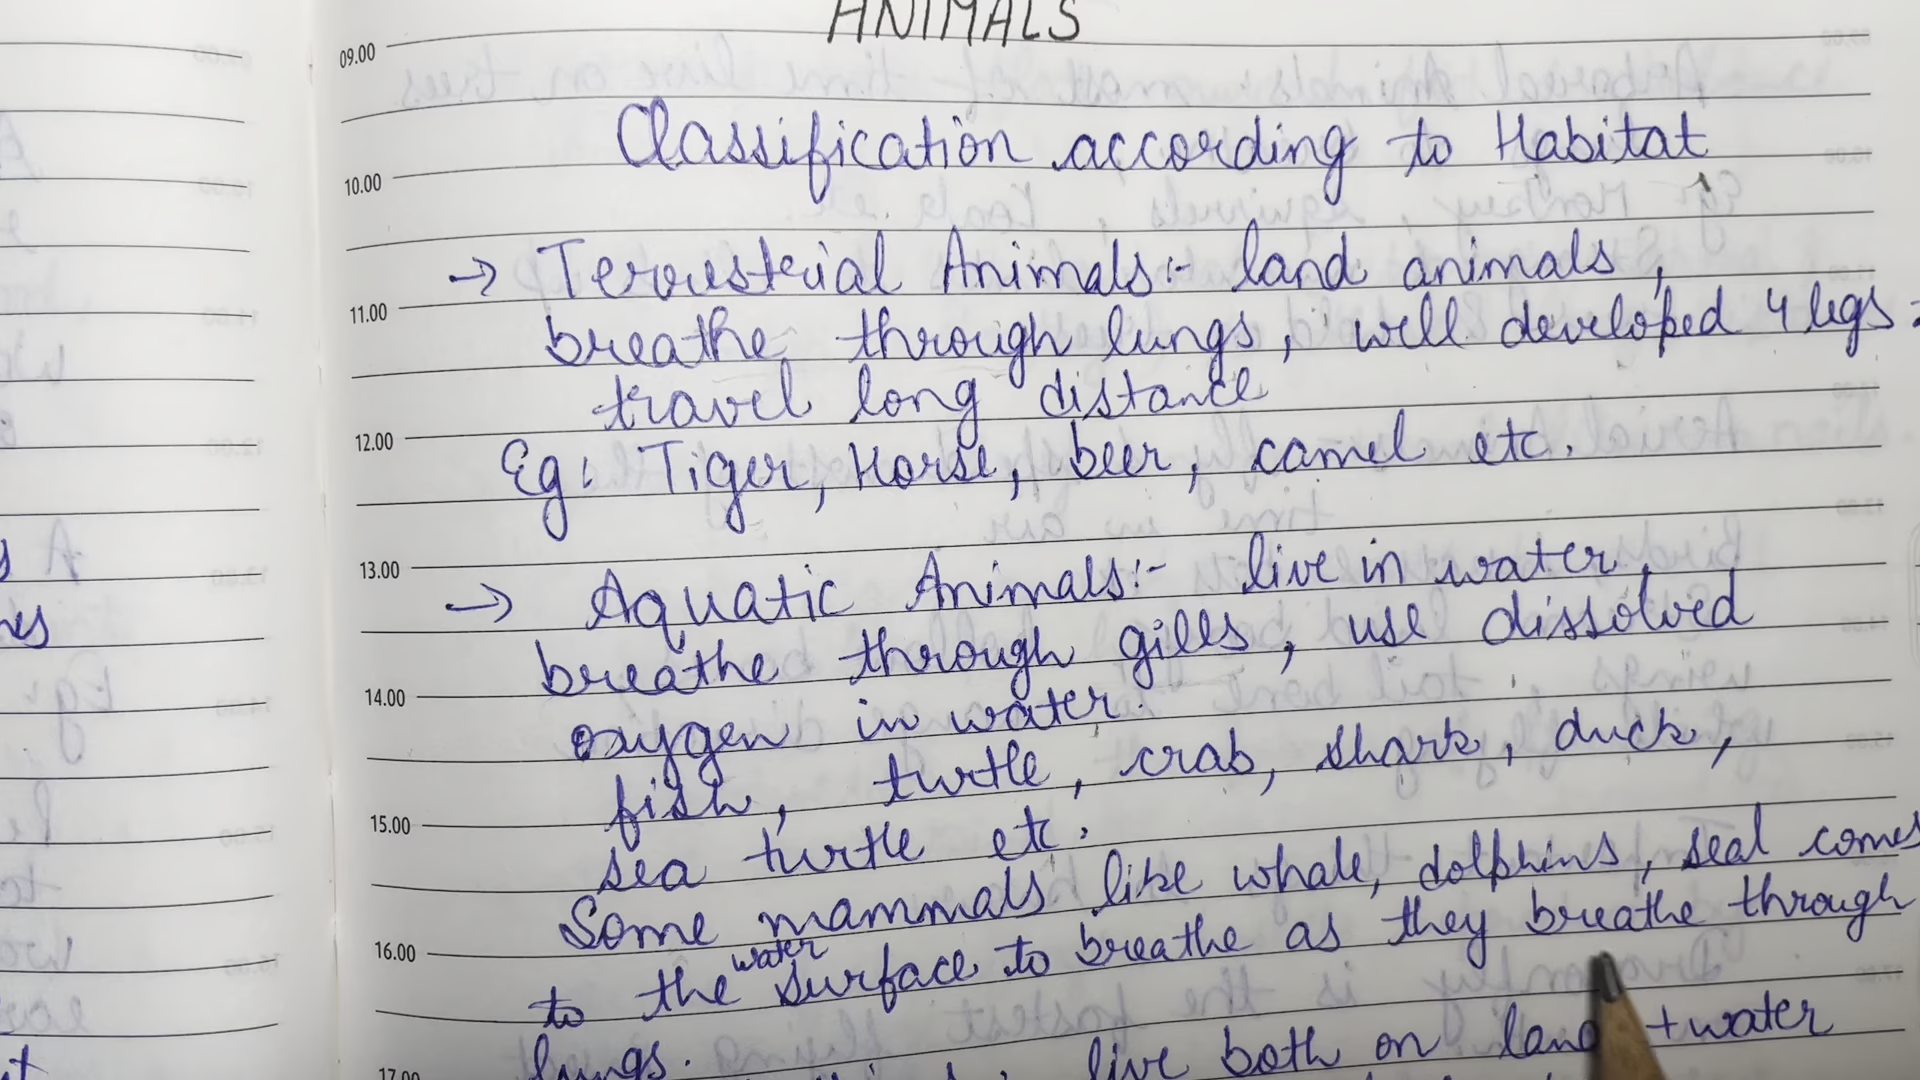 ANIMALS
09.00
Classification according to Habitat
10.00
→ Terrusterial Animals:- land animals,
11.00
breathe through lungs, well developed 4 legs =
travel long distance
12.00
Eg: Tiger, Horse, beer, camel etc.
13.00
→ Aquatic Animals:- live in water,
breathe through gills, use dissolved
14.00
oxygen in water.
fish, turtle, crab, shark, duck,
15.00
sea turtle etc.
Some mammals like whale, dolphins, seal comes
16.00
to the water surface to breathe as they breathe through
lungs.
live both on land + water
17.00